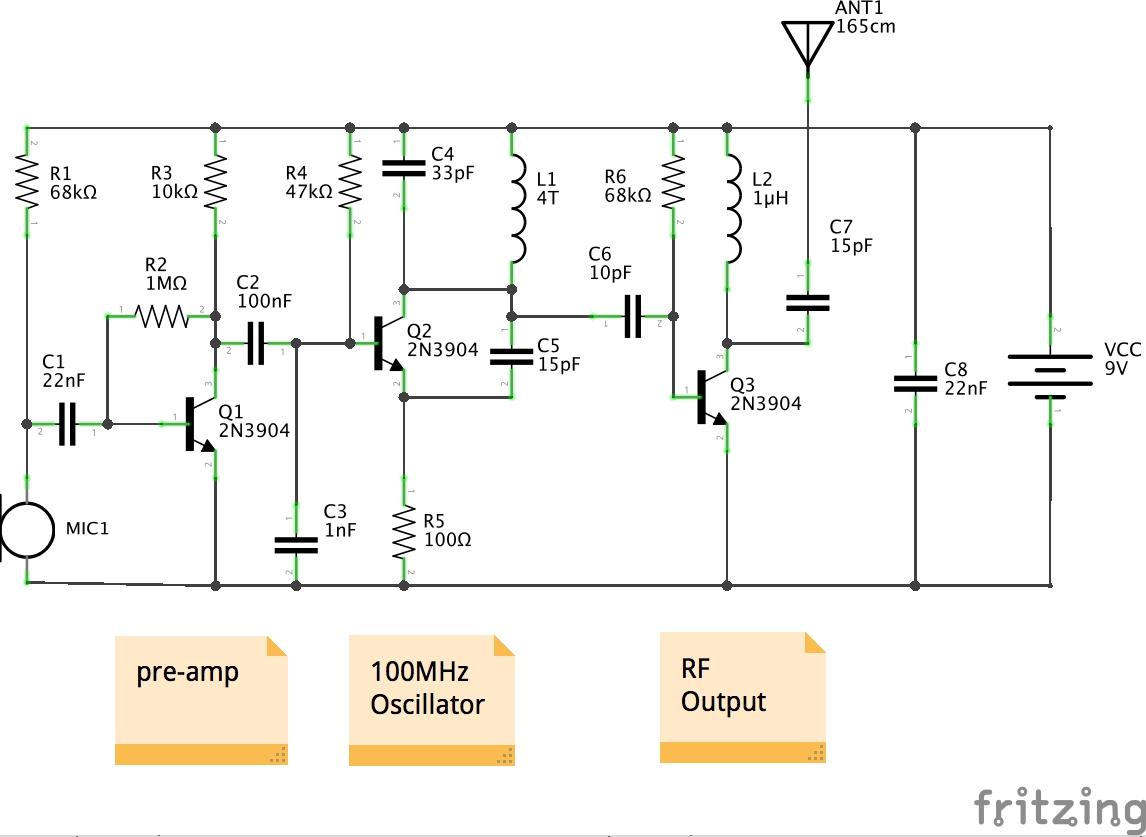 ANT1
165cm
R1
68kΩ
R3
10kΩ
R4
47kΩ
C4
33pF
L1
4T
R6
68kΩ
L2
1µH
C7
15pF
R2
1MΩ
C2
100nF
C6
10pF
Q2
2N3904
C5
15pF
VCC
9V
C1
22nF
Q1
2N3904
Q3
2N3904
C8
22nF
MIC1
C3
1nF
R5
100Ω
pre-amp
100MHz
Oscillator
RF
Output
fritzing